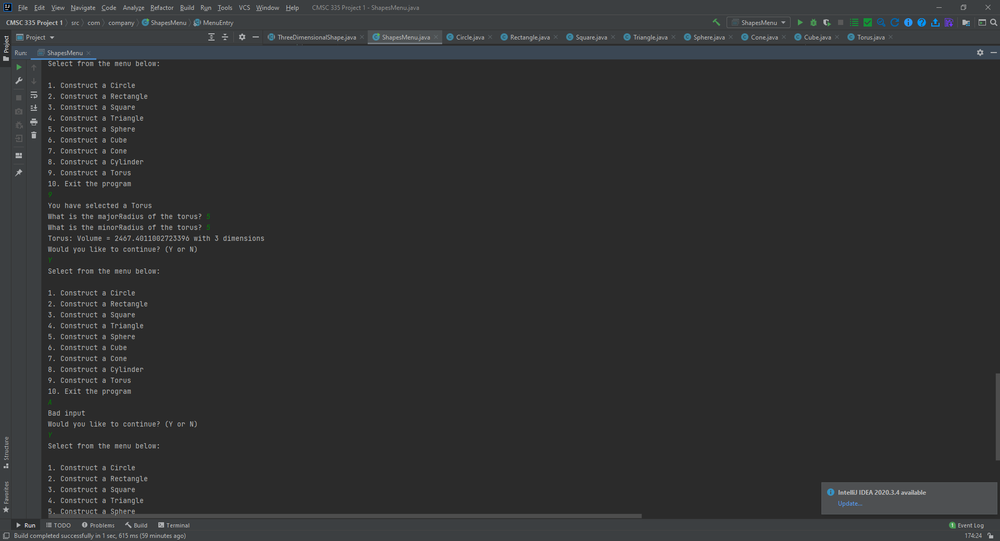 IJ File Edit View Navigate Code Analyze Refactor Build Run Tools VCS Window Help CMSC 335 Project 1 - ShapesMenu.java
CMSC 335 Project 1 src com company ShapesMenu MenuEntry ShapesMenu
Project
Project ThreeDimensionalShape.java ShapesMenu.java Circle.java Rectangle.java Square.java Triangle.java Sphere.java Cone.java Cube.java Torus.java
Run: ShapesMenu
Select from the menu below:
1. Construct a Circle
2. Construct a Rectangle
3. Construct a Square
4. Construct a Triangle
5. Construct a Sphere
6. Construct a Cube
7. Construct a Cone
8. Construct a Cylinder
9. Construct a Torus
10. Exit the program
9
You have selected a Torus
What is the majorRadius of the torus? 5
What is the minorRadius of the torus? 5
Torus: Volume = 2467.4011002723396 with 3 dimensions
Would you like to continue? (Y or N)
Y
Select from the menu below:
1. Construct a Circle
2. Construct a Rectangle
3. Construct a Square
4. Construct a Triangle
5. Construct a Sphere
6. Construct a Cube
7. Construct a Cone
8. Construct a Cylinder
9. Construct a Torus
10. Exit the program
A
Bad input
Would you like to continue? (Y or N)
Y
Select from the menu below:
1. Construct a Circle
2. Construct a Rectangle
3. Construct a Square
4. Construct a Triangle
5. Construct a Sphere
Structure
Favorites
IntelliJ IDEA 2020.3.4 available
Update...
Run TODO Problems Build Terminal 1 Event Log
Build completed successfully in 1 sec, 615 ms (59 minutes ago) 174:24